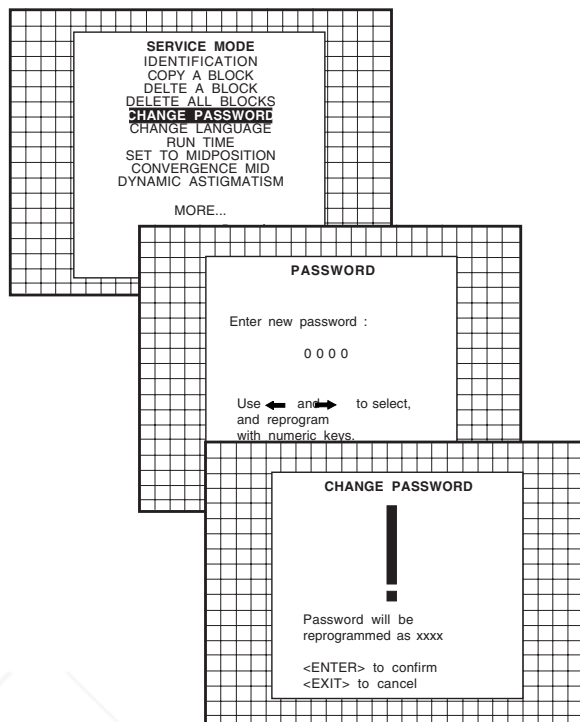 SERVICE MODE
IDENTIFICATION
COPY A BLOCK
DELTE A BLOCK
DELETE ALL BLOCKS
CHANGE PASSWORD
CHANGE LANGUAGE
RUN TIME
SET TO MIDPOSITION
CONVERGENCE MID
DYNAMIC ASTIGMATISM
MORE...
PASSWORD
Enter new password :
0 0 0 0
Use ← and → to select,
and reprogram
with numeric keys.
CHANGE PASSWORD
!
Password will be
reprogrammed as xxxx
<ENTER> to confirm
<EXIT> to cancel